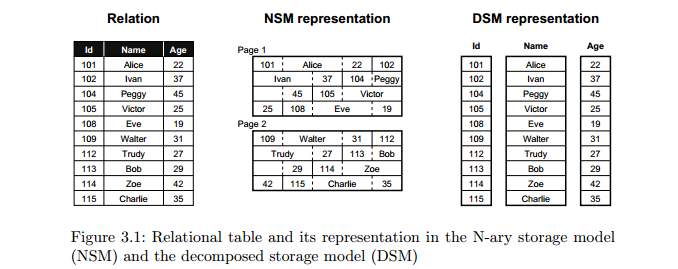 Relation
NSM representation
DSM representation
Id Name Age
101 Alice 22
102 Ivan 37
104 Peggy 45
105 Victor 25
108 Eve 19
109 Walter 31
112 Trudy 27
113 Bob 29
114 Zoe 42
115 Charlie 35
Page 1
101 Alice 22 102
Ivan 37 104 Peggy
45 105 Victor
25 108 Eve 19
Page 2
109 Walter 31 112
Trudy 27 113 Bob
29 114 Zoe
42 115 Charlie 35
Id Name Age
101 Alice 22
102 Ivan 37
104 Peggy 45
105 Victor 25
108 Eve 19
109 Walter 31
112 Trudy 27
113 Bob 29
114 Zoe 42
115 Charlie 35
Figure 3.1: Relational table and its representation in the N-ary storage model
(NSM) and the decomposed storage model (DSM)